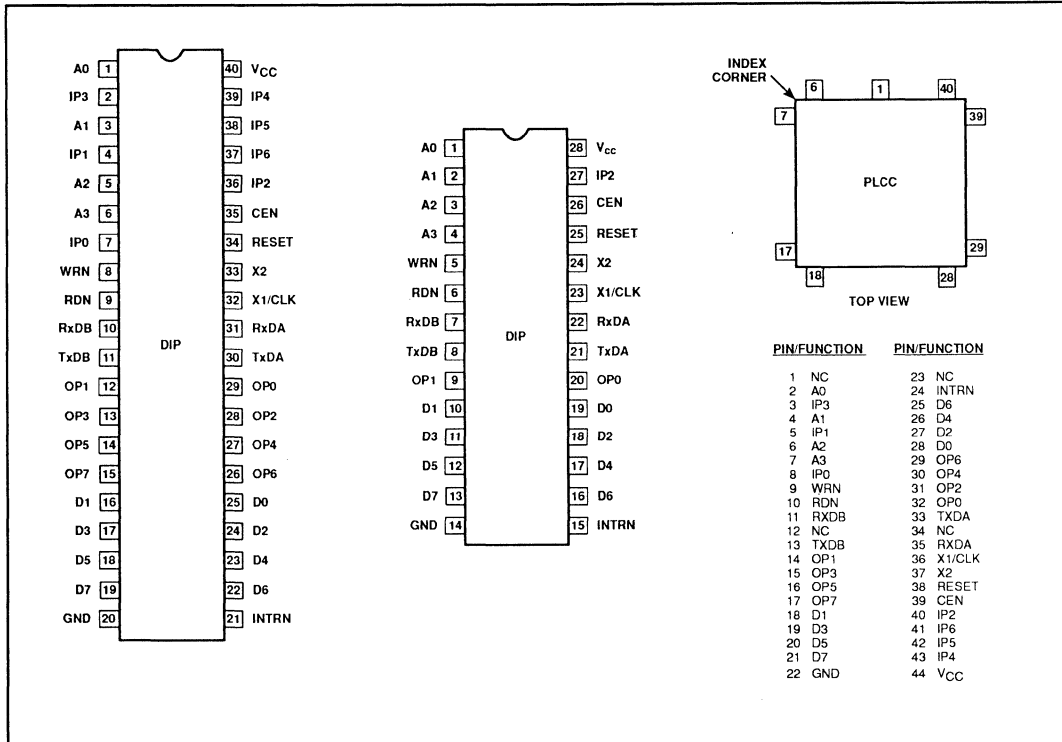 A0 1 40 VCC
IP3 2 39 IP4
A1 3 38 IP5
IP1 4 37 IP6
A2 5 36 IP2
A3 6 35 CEN
IP0 7 34 RESET
WRN 8 33 X2
RDN 9 32 X1/CLK
RxDB 10 31 RxDA
DIP
TxDB 11 30 TxDA
OP1 12 29 OP0
OP3 13 28 OP2
OP5 14 27 OP4
OP7 15 26 OP6
D1 16 25 D0
D3 17 24 D2
D5 18 23 D4
D7 19 22 D6
GND 20 21 INTRN
A0 1 28 Vcc
A1 2 27 IP2
A2 3 26 CEN
A3 4 25 RESET
WRN 5 24 X2
RDN 6 23 X1/CLK
RxDB 7 22 RxDA
DIP
TxDB 8 21 TxDA
OP1 9 20 OP0
D1 10 19 D0
D3 11 18 D2
D5 12 17 D4
D7 13 16 D6
GND 14 15 INTRN
INDEX
CORNER
6 1 40
7 39
PLCC
17 29
18 28
TOP VIEW
PIN/FUNCTION PIN/FUNCTION
1 NC 23 NC
2 A0 24 INTRN
3 IP3 25 D6
4 A1 26 D4
5 IP1 27 D2
6 A2 28 D0
7 A3 29 OP6
8 IP0 30 OP4
9 WRN 31 OP2
10 RDN 32 OP0
11 RXDB 33 TXDA
12 NC 34 NC
13 TXDB 35 RXDA
14 OP1 36 X1/CLK
15 OP3 37 X2
16 OP5 38 RESET
17 OP7 39 CEN
18 D1 40 IP2
19 D3 41 IP6
20 D5 42 IP5
21 D7 43 IP4
22 GND 44 VCC